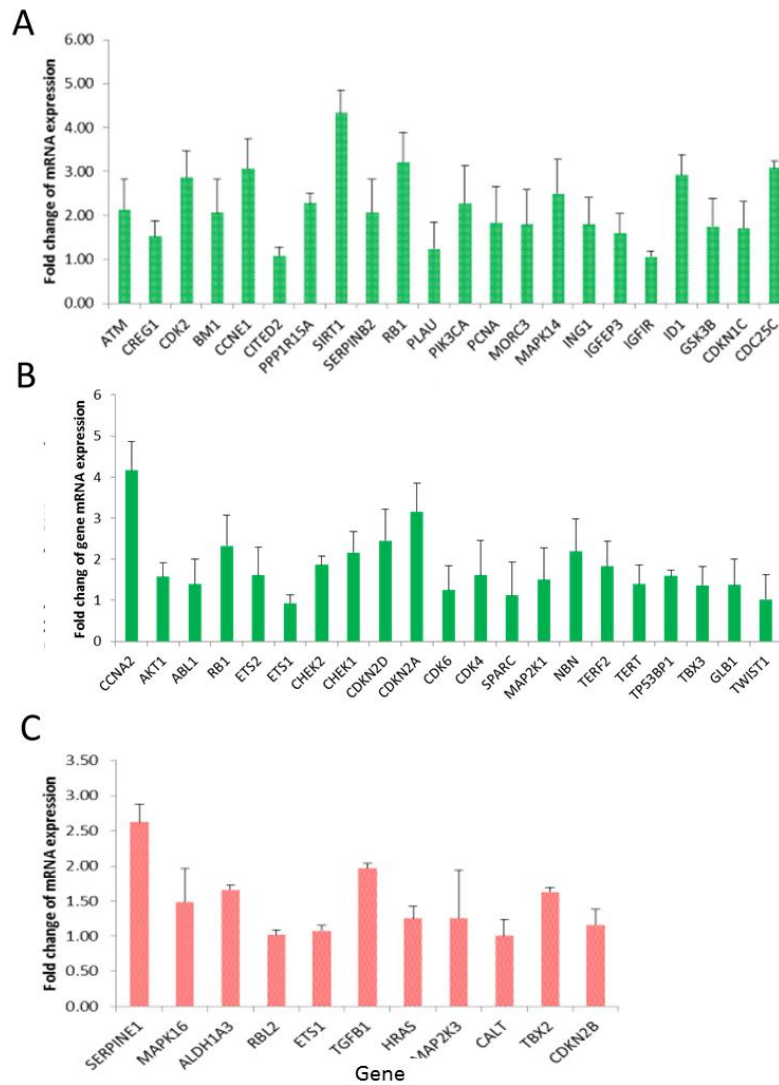 A
6.00
5.00
4.00
3.00
2.00
1.00
0.00
Fold change of mRNA expression
ATM
CREG1
CDK2
BM1
CCNE1
CITED2
PPP1R15A
SIRT1
SERPINB2
RB1
PLAU
PIK3CA
PCNA
MORC3
MAPK14
ING1
IGFEP3
IGFIR
ID1
GSK3B
CDKN1C
CDC25C
B
6
5
4
3
2
1
0
Fold change of gene mRNA expression
CCNA2
AKT1
ABL1
RB1
ETS2
ETS1
CHEK2
CHEK1
CDKN2D
CDKN2A
CDK6
CDK4
SPARC
MAP2K1
NBN
TERF2
TERT
TP53BP1
TBX3
GLB1
TWIST1
C
3.50
3.00
2.50
2.00
1.50
1.00
0.50
0.00
Fold change of mRNA expression
SERPINE1
MAPK16
ALDH1A3
RBL2
ETS1
TGFB1
HRAS
MAP2K3
CALT
TBX2
CDKN2B
Gene